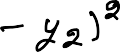 - y₂)²